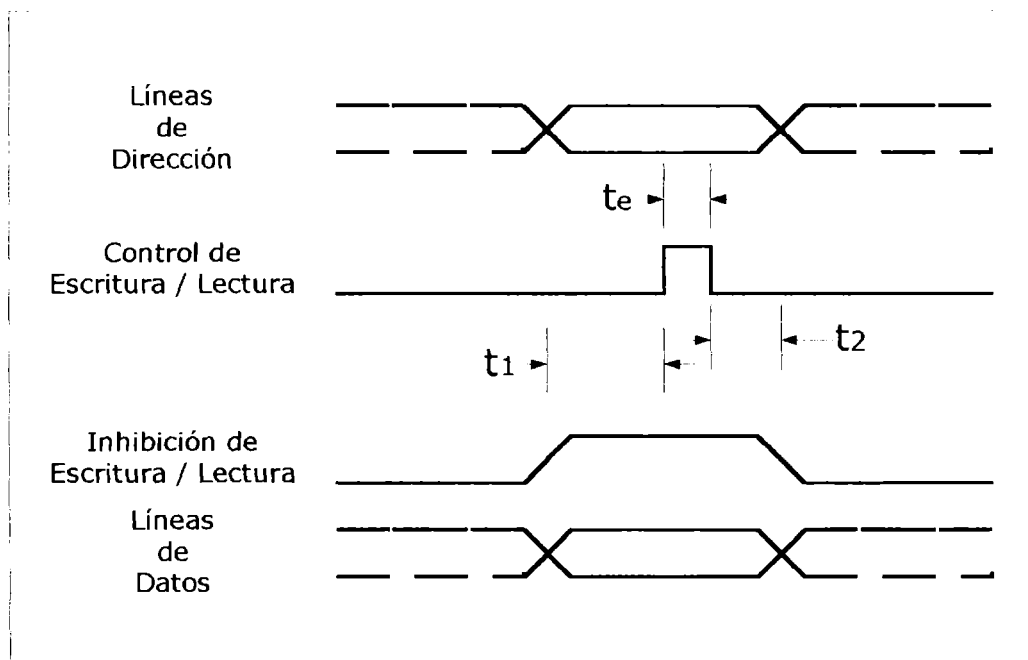 Líneas
de
Dirección
te
Control de
Escritura / Lectura
t1
t2
Inhibición de
Escritura / Lectura
Líneas
de
Datos